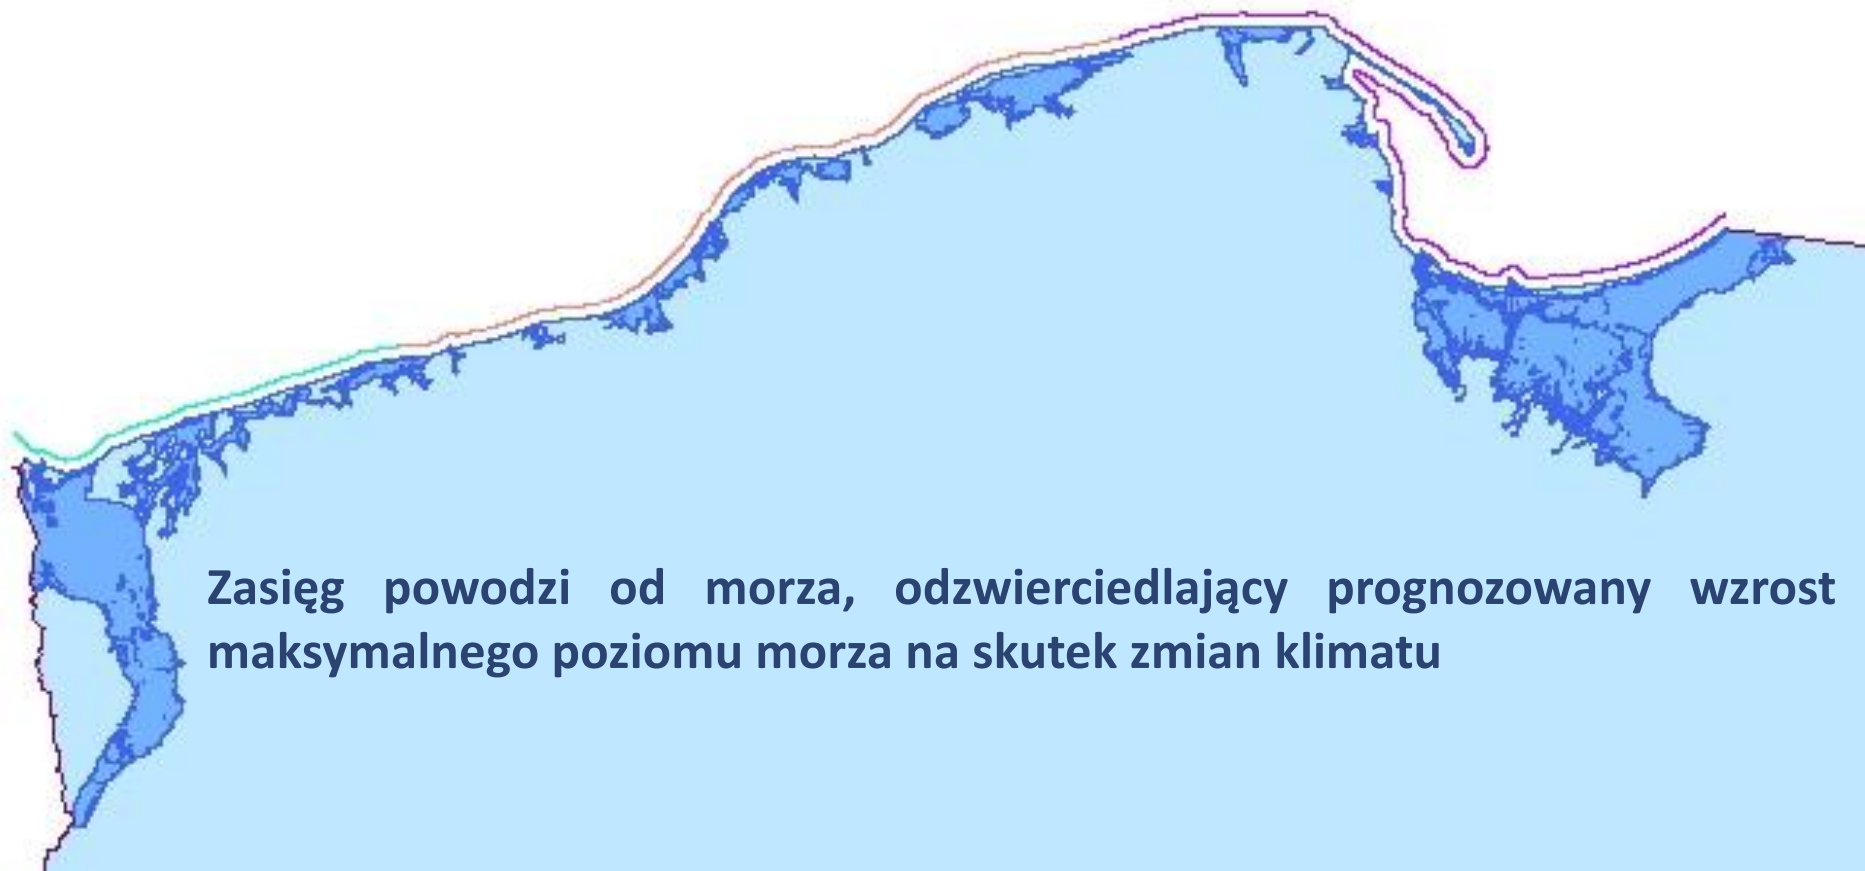 Zasięg powodzi od morza, odzwierciedlający prognozowany wzrost
maksymalnego poziomu morza na skutek zmian klimatu